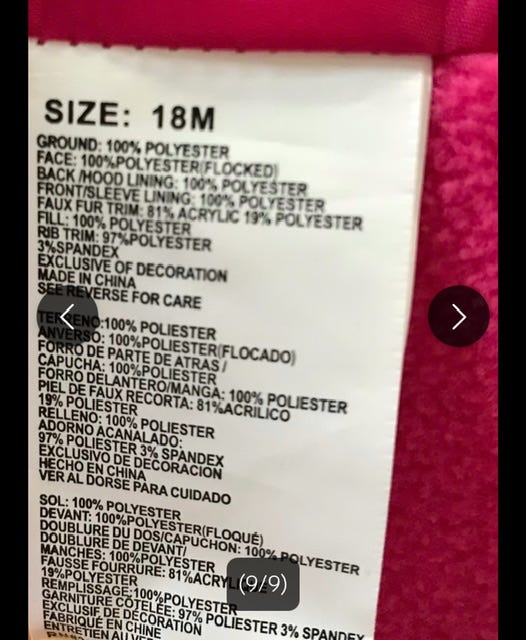 SIZE: 18M
GROUND: 100% POLYESTER
FACE: 100%POLYESTER(FLOCKED)
BACK /HOOD LINING: 100% POLYESTER
FRONT/SLEEVE LINING: 100% POLYESTER
FAUX FUR TRIM: 81% ACRYLIC 19% POLYESTER
FILL: 100% POLYESTER
RIB TRIM: 97%POLYESTER
3%SPANDEX
EXCLUSIVE OF DECORATION
MADE IN CHINA
SEE REVERSE FOR CARE
TERRENO:100% POLIESTER
ANVERSO: 100%POLIESTER(FLOCADO)
FORRO DE PARTE DE ATRAS /
CAPUCHA: 100%POLIESTER
FORRO DELANTERO/MANGA: 100% POLIESTER
PIEL DE FAUX RECORTA: 81%ACRILICO
19% POLIESTER
RELLENO: 100% POLIESTER
ADORNO ACANALADO:
97% POLIESTER 3% SPANDEX
EXCLUSIVO DE DECORACION
HECHO EN CHINA
VER AL DORSE PARA CUIDADO
SOL: 100% POLYESTER
DEVANT: 100%POLYESTER(FLOQUÉ)
DOUBLURE DU DOS/CAPUCHON: 100% POLYESTER
DOUBLURE DE DEVANT/
MANCHES: 100%POLYESTER
FAUSSE FOURRURE: 81%
19%POLYESTER
REMPLISSAGE:100%POLYESTER
GARNITURE CÔTELÉE: 97% POLIESTER 3% SPANDEX
EXCLUSIF DE DÉCORATION
FABRIQUÉ EN CHINE
ENTRETIEN AU
(9/9)